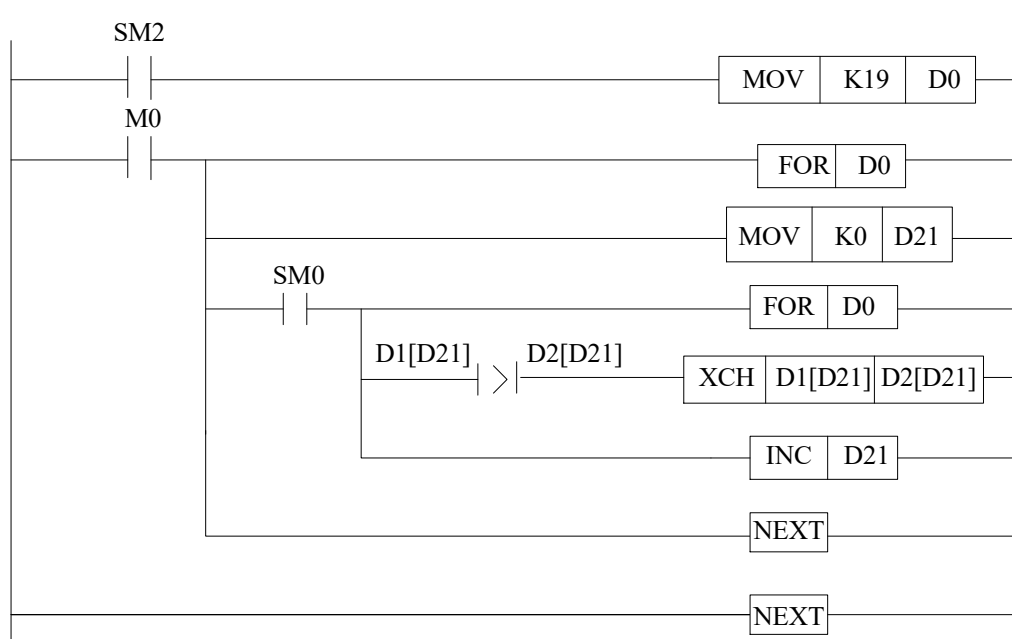 SM2
MOV K19 D0
M0
FOR D0
MOV K0 D21
SM0
FOR D0
D1[D21] > D2[D21] XCH D1[D21] D2[D21]
INC D21
NEXT
NEXT